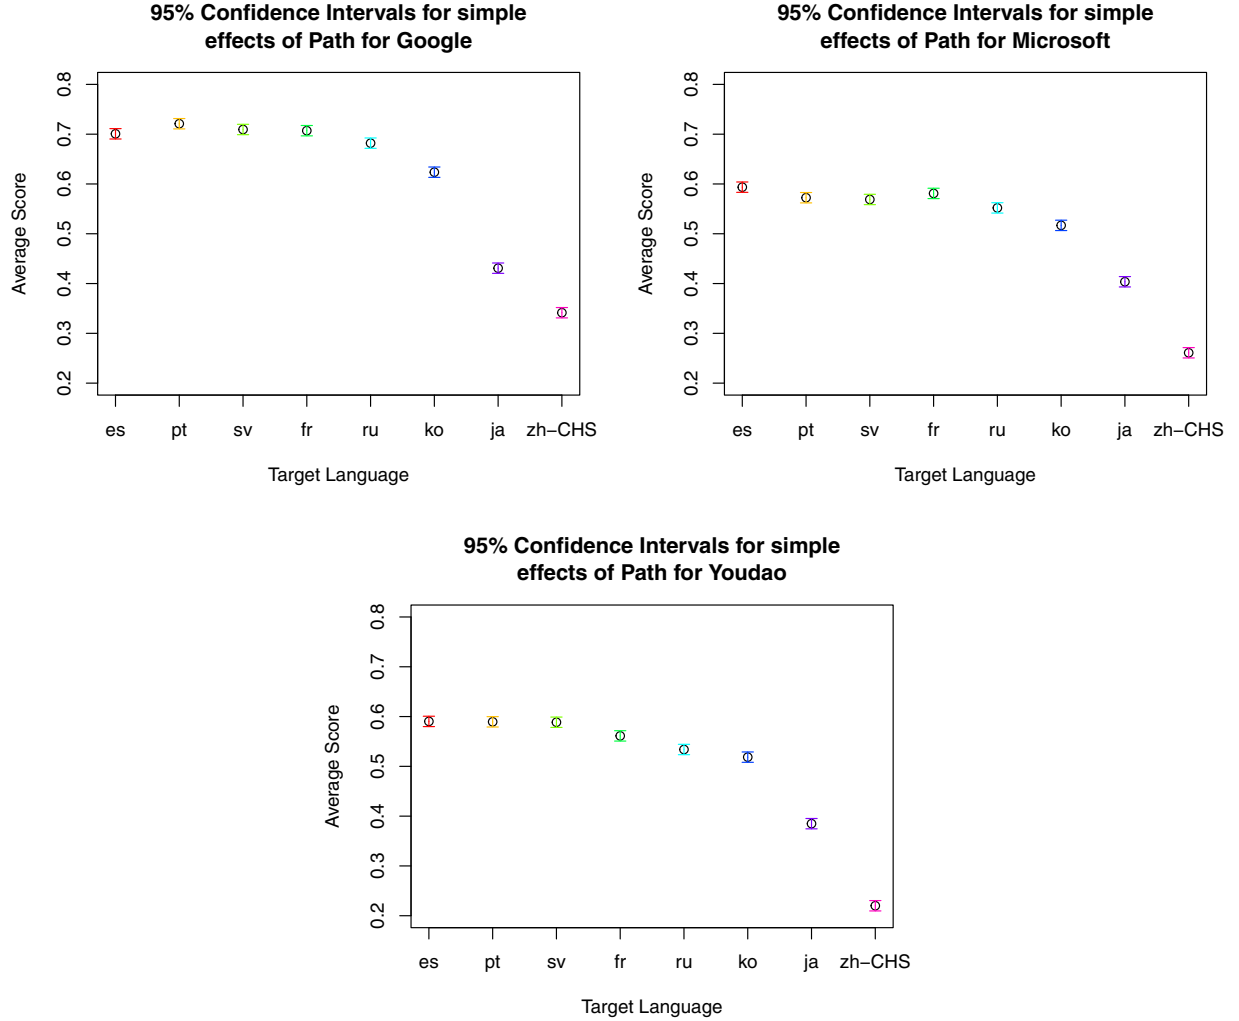 95% Confidence Intervals for simple
effects of Path for Google
Average Score
0.8
0.7
0.6
0.5
0.4
0.3
0.2
es pt sv fr ru ko ja zh−CHS
Target Language
95% Confidence Intervals for simple
effects of Path for Microsoft
Average Score
0.8
0.7
0.6
0.5
0.4
0.3
0.2
es pt sv fr ru ko ja zh−CHS
Target Language
95% Confidence Intervals for simple
effects of Path for Youdao
Average Score
0.8
0.7
0.6
0.5
0.4
0.3
0.2
es pt sv fr ru ko ja zh−CHS
Target Language